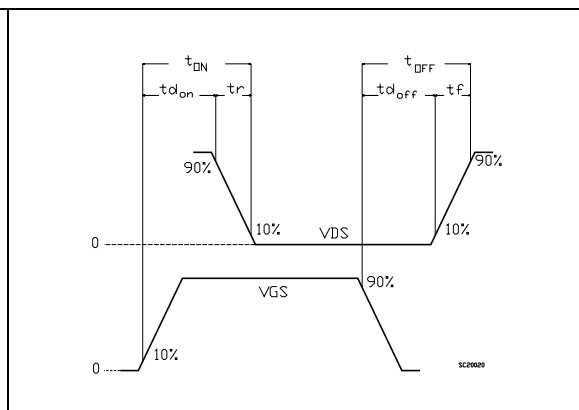 tON tOFF
tdon tr tdoff tf
90% 90%
10% 10%
0 VDS
90%
VGS
10%
0
SC20020